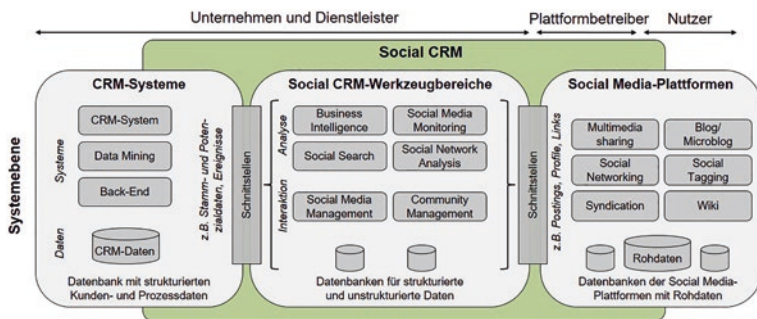 Unternehmen und Dienstleister
Plattformbetreiber
Nutzer
Social CRM
Systemebene
CRM-Systeme
Systeme
CRM-System
Data Mining
Back-End
Daten
CRM-Daten
Datenbank mit strukturierten
Kunden- und Prozessdaten
z.B. Stamm- und Poten-
zialdaten, Ereignisse
Schnittstellen
Social CRM-Werkzeugbereiche
Analyse
Business
Intelligence
Social Media
Monitoring
Social Search
Social Network
Analysis
Interaktion
Social Media
Management
Community
Management
Datenbanken für strukturierte
und unstrukturierte Daten
Schnittstellen
z.B. Postings, Profile, Links
Social Media-Plattformen
Multimedia
sharing
Blog/
Microblog
Social
Networking
Social
Tagging
Syndication
Wiki
Rohdaten
Datenbanken der Social Media-
Plattformen mit Rohdaten